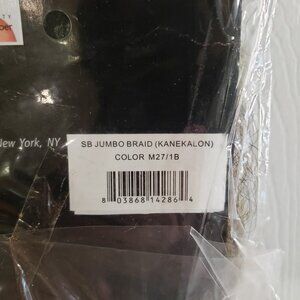 New York, NY
SB JUMBO BRAID (KANEKALON)
COLOR M27/1B
8 03868 14286 4